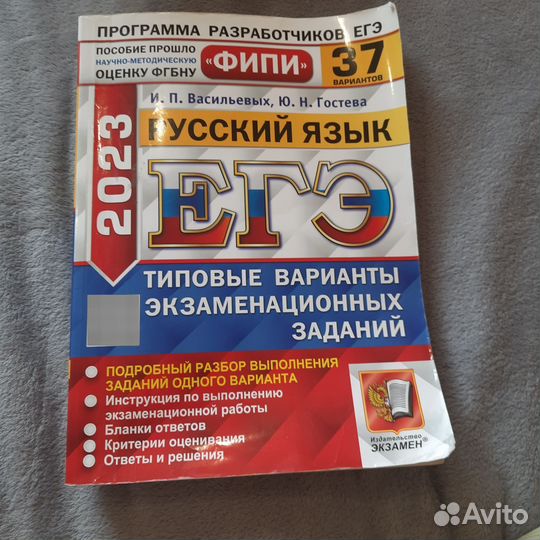 ПРОГРАММА РАЗРАБОТЧИКОВ ЕГЭ
ПОСОБИЕ ПРОШЛО
НАУЧНО-МЕТОДИЧЕСКУЮ
ОЦЕНКУ ФГБНУ
«ФИПИ»
37
ВАРИАНТОВ
И. П. Васильевых, Ю. Н. Гостева
2023
РУССКИЙ ЯЗЫК
ЕГЭ
ТИПОВЫЕ ВАРИАНТЫ
ЭКЗАМЕНАЦИОННЫХ
ЗАДАНИЙ
ПОДРОБНЫЙ РАЗБОР ВЫПОЛНЕНИЯ
ЗАДАНИЙ ОДНОГО ВАРИАНТА
Инструкция по выполнению
экзаменационной работы
Бланки ответов
Критерии оценивания
Ответы и решения
Издательство
ЭКЗАМЕН®
Avito